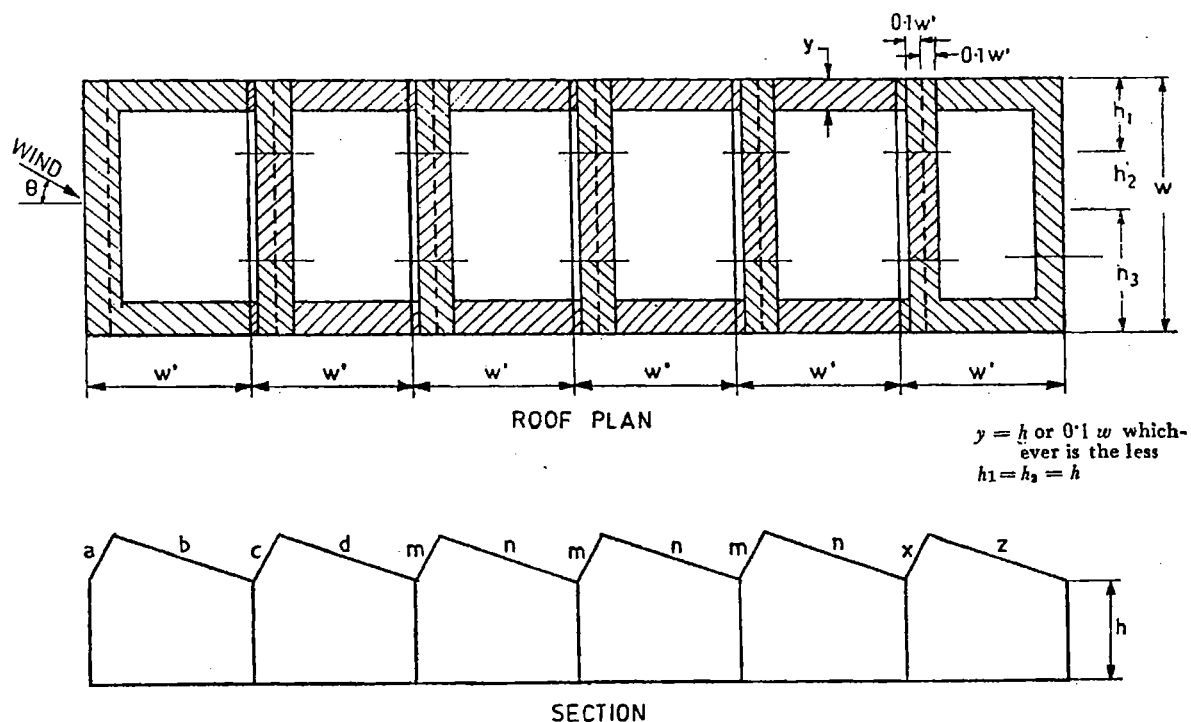 0·1w'
0·1w'
y
WIND
θ
h₁
h₂
h₃
w
w' w' w' w' w' w'
ROOF PLAN
y = h or 0·1 w which-
ever is the less
h1 = h₂ = h
a b c d m n m n m n x z
h
SECTION